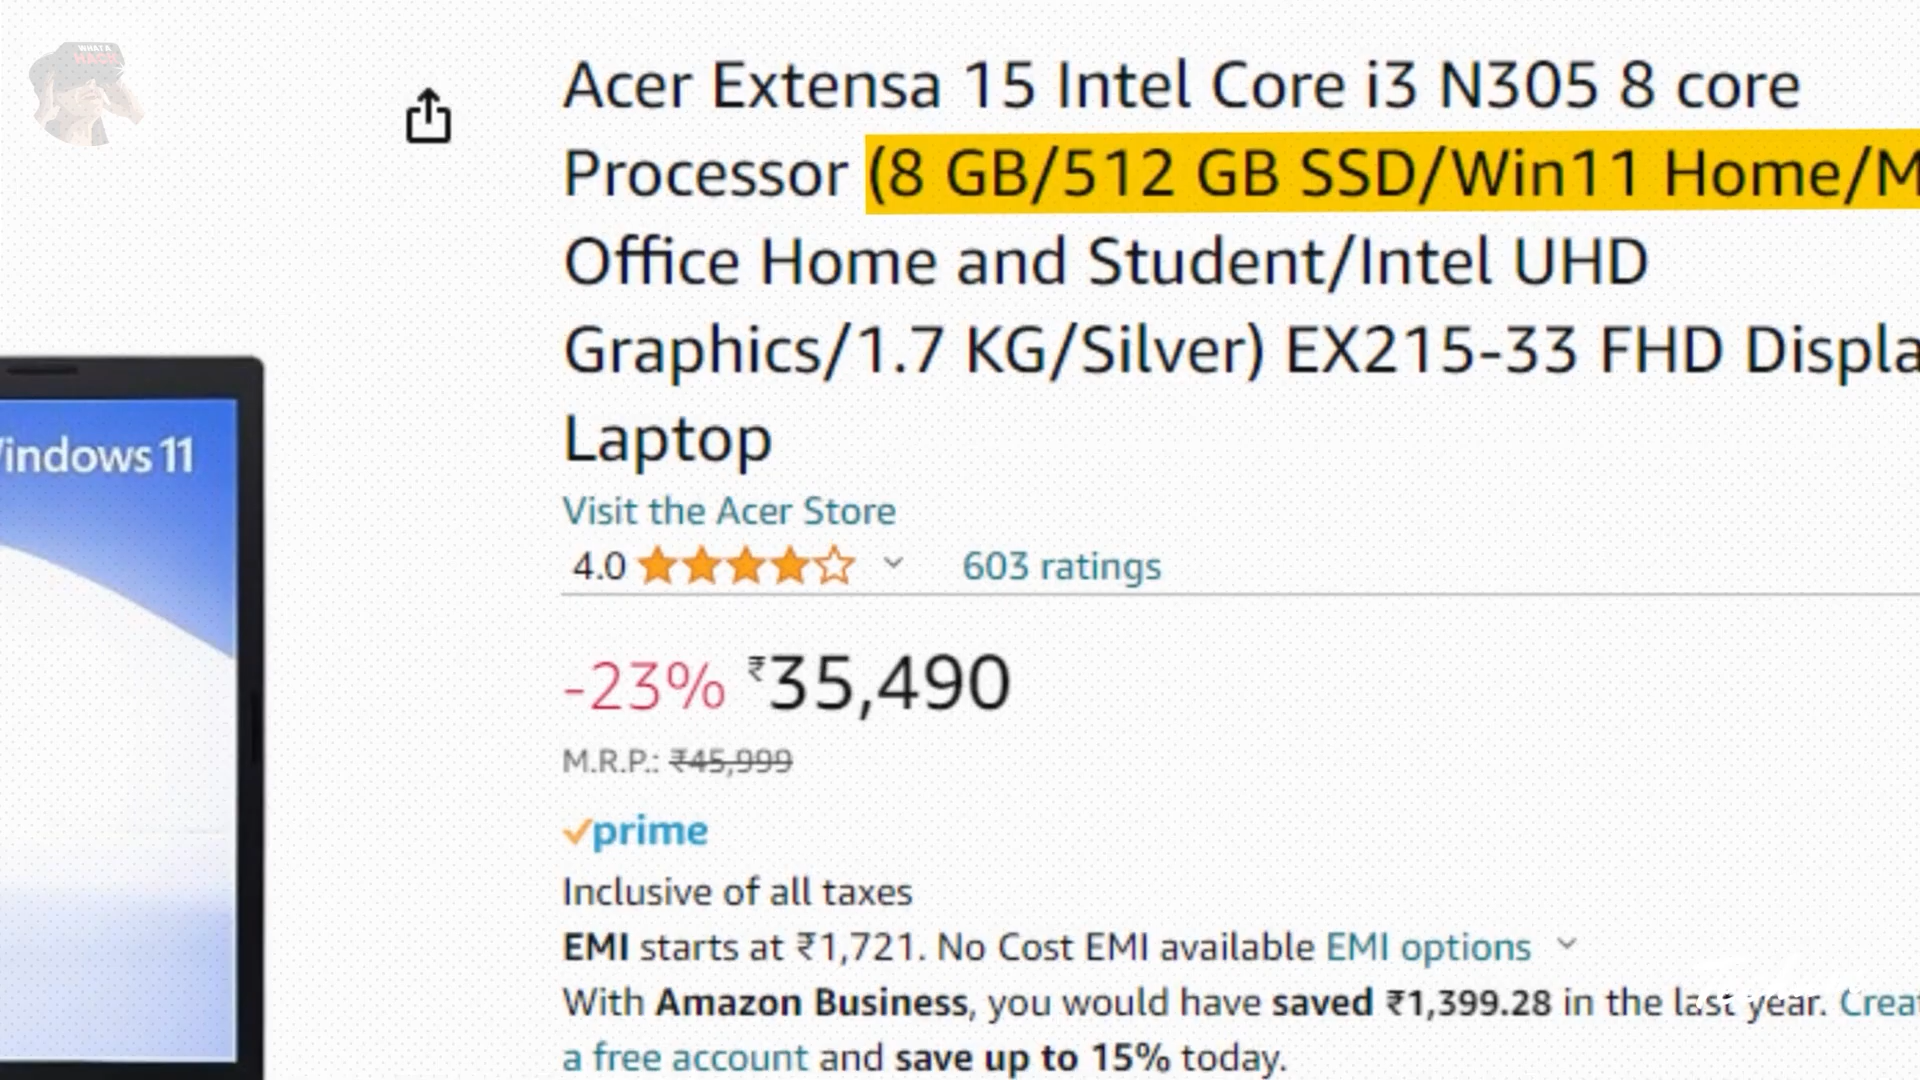 WHAT A
HACK
Acer Extensa 15 Intel Core i3 N305 8 core
Processor (8 GB/512 GB SSD/Win11 Home/M
Office Home and Student/Intel UHD
Graphics/1.7 KG/Silver) EX215-33 FHD Displa
Laptop
indows 11
Visit the Acer Store
4.0 603 ratings
-23% ₹35,490
M.R.P.: ₹45,999
prime
Inclusive of all taxes
EMI starts at ₹1,721. No Cost EMI available EMI options
With Amazon Business, you would have saved ₹1,399.28 in the last year. Crea
a free account and save up to 15% today.